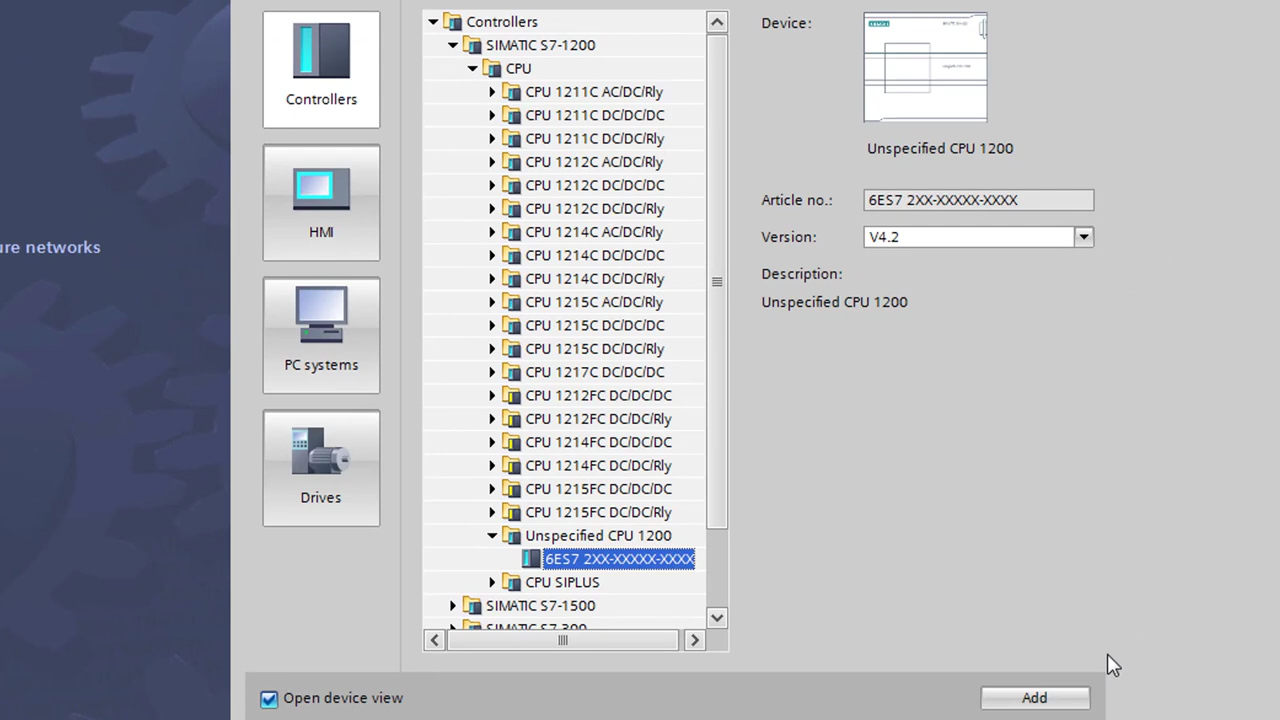 ure networks
Controllers
HMI
PC systems
Drives
Controllers
SIMATIC S7-1200
CPU
CPU 1211C AC/DC/Rly
CPU 1211C DC/DC/DC
CPU 1211C DC/DC/Rly
CPU 1212C AC/DC/Rly
CPU 1212C DC/DC/DC
CPU 1212C DC/DC/Rly
CPU 1214C AC/DC/Rly
CPU 1214C DC/DC/DC
CPU 1214C DC/DC/Rly
CPU 1215C AC/DC/Rly
CPU 1215C DC/DC/DC
CPU 1215C DC/DC/Rly
CPU 1217C DC/DC/DC
CPU 1212FC DC/DC/DC
CPU 1212FC DC/DC/Rly
CPU 1214FC DC/DC/DC
CPU 1214FC DC/DC/Rly
CPU 1215FC DC/DC/DC
CPU 1215FC DC/DC/Rly
Unspecified CPU 1200
6ES7 2XX-XXXXX-XXXX
CPU SIPLUS
SIMATIC S7-1500
SIMATIC S7-300
Device:
SIEMENS
Unspecified CPU 1200
Article no.: 6ES7 2XX-XXXXX-XXXX
Version: V4.2
Description:
Unspecified CPU 1200
Open device view
Add